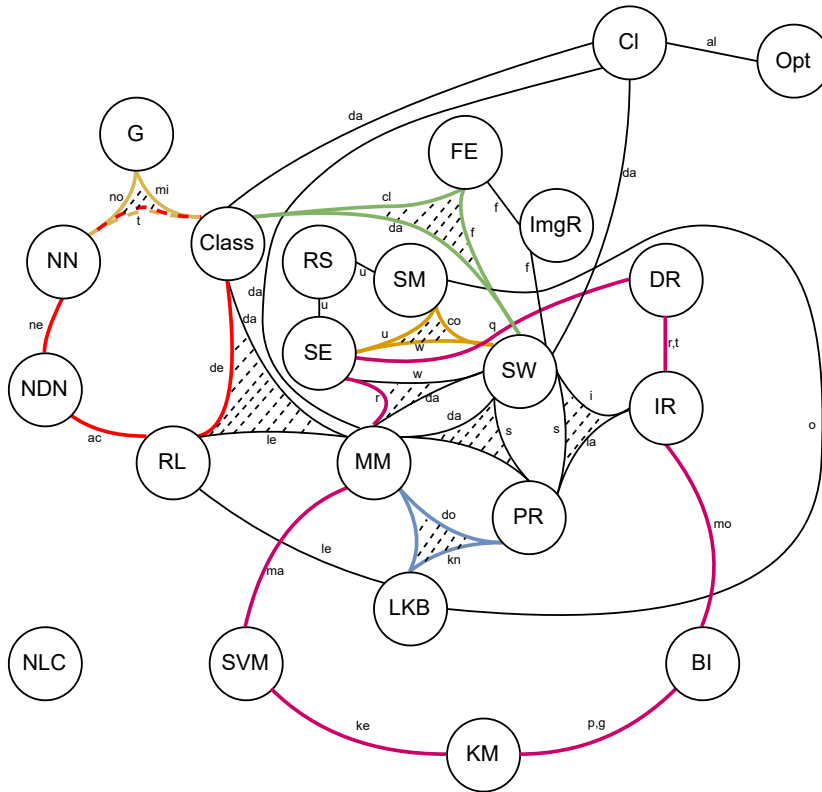 CI
al
Opt
da
G
FE
da
no
mi
cl
f
t
da
f
ImgR
Class
f
NN
RS
u
SM
DR
da
da
u
co
q
ne
u
w
r,t
SE
w
SW
de
r
da
i
NDN
IR
da
s
s
la
o
ac
le
RL
MM
PR
do
mo
kn
le
ma
LKB
NLC
SVM
BI
ke
p,g
KM